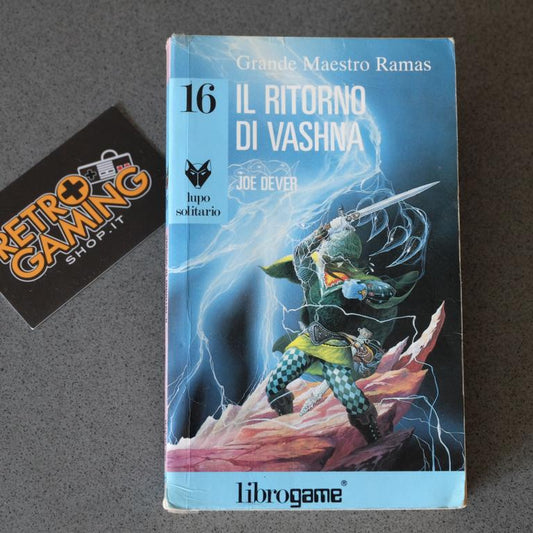 Grande Maestro Ramas
16
IL RITORNO
DI VASHNA
JOE DEVER
lupo
solitario
librogame®
RETRO
GAMING
SHOP.IT